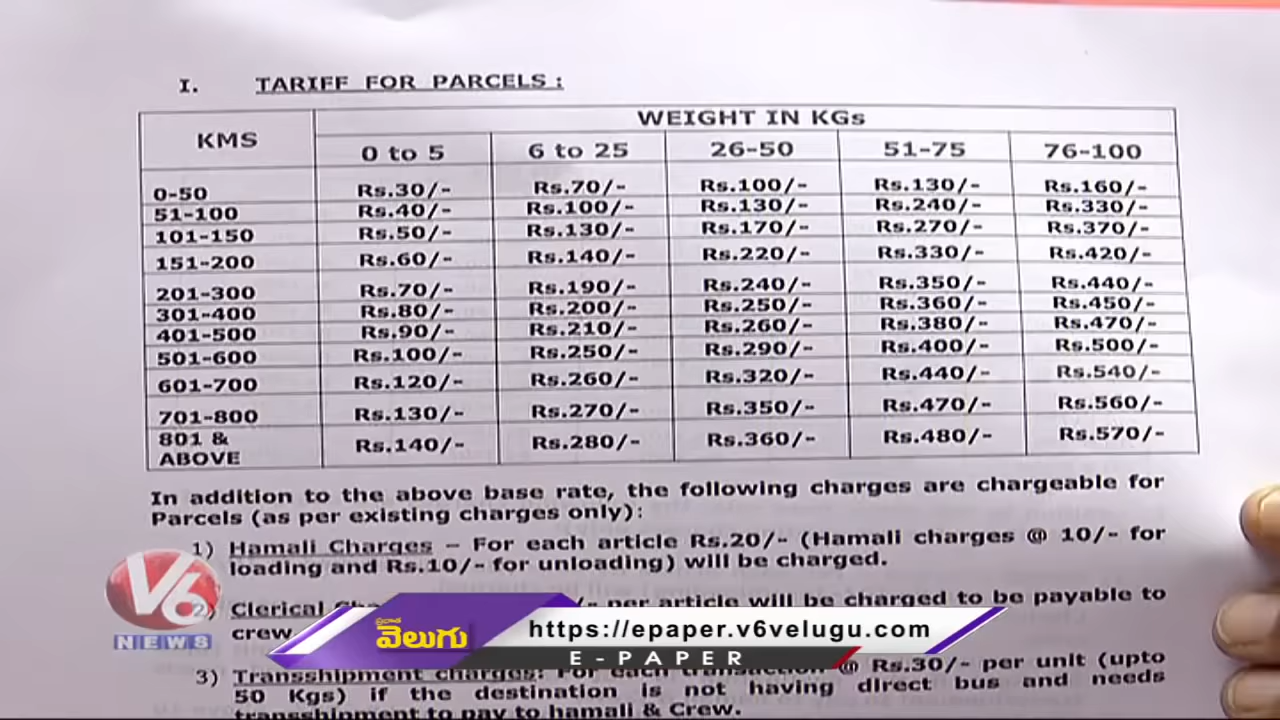 I. TARIFF FOR PARCELS :
KMS WEIGHT IN KGs
0 to 5 6 to 25 26-50 51-75 76-100
0-50 Rs.30/- Rs.70/- Rs.100/- Rs.130/- Rs.160/-
51-100 Rs.40/- Rs.100/- Rs.130/- Rs.240/- Rs.330/-
101-150 Rs.50/- Rs.130/- Rs.170/- Rs.270/- Rs.370/-
151-200 Rs.60/- Rs.140/- Rs.220/- Rs.330/- Rs.420/-
201-300 Rs.70/- Rs.190/- Rs.240/- Rs.350/- Rs.440/-
301-400 Rs.80/- Rs.200/- Rs.250/- Rs.360/- Rs.450/-
401-500 Rs.90/- Rs.210/- Rs.260/- Rs.380/- Rs.470/-
501-600 Rs.100/- Rs.250/- Rs.290/- Rs.400/- Rs.500/-
601-700 Rs.120/- Rs.260/- Rs.320/- Rs.440/- Rs.540/-
701-800 Rs.130/- Rs.270/- Rs.350/- Rs.470/- Rs.560/-
801 &
ABOVE Rs.140/- Rs.280/- Rs.360/- Rs.480/- Rs.570/-
In addition to the above base rate, the following charges are chargeable for
Parcels (as per existing charges only):
1) Hamali Charges – For each article Rs.20/- (Hamali charges @ 10/- for
loading and Rs.10/- for unloading) will be charged.
2) Clerical /- per article will be charged to be payable to
crew
3) Transshipment charges: For each transaction @ Rs.30/- per unit (upto
50 Kgs) if the destination is not having direct bus and needs
transshipment to pay to hamali & Crew.
V6
NEWS
ప్రభాత
వెలుగు
https://epaper.v6velugu.com
E-PAPER